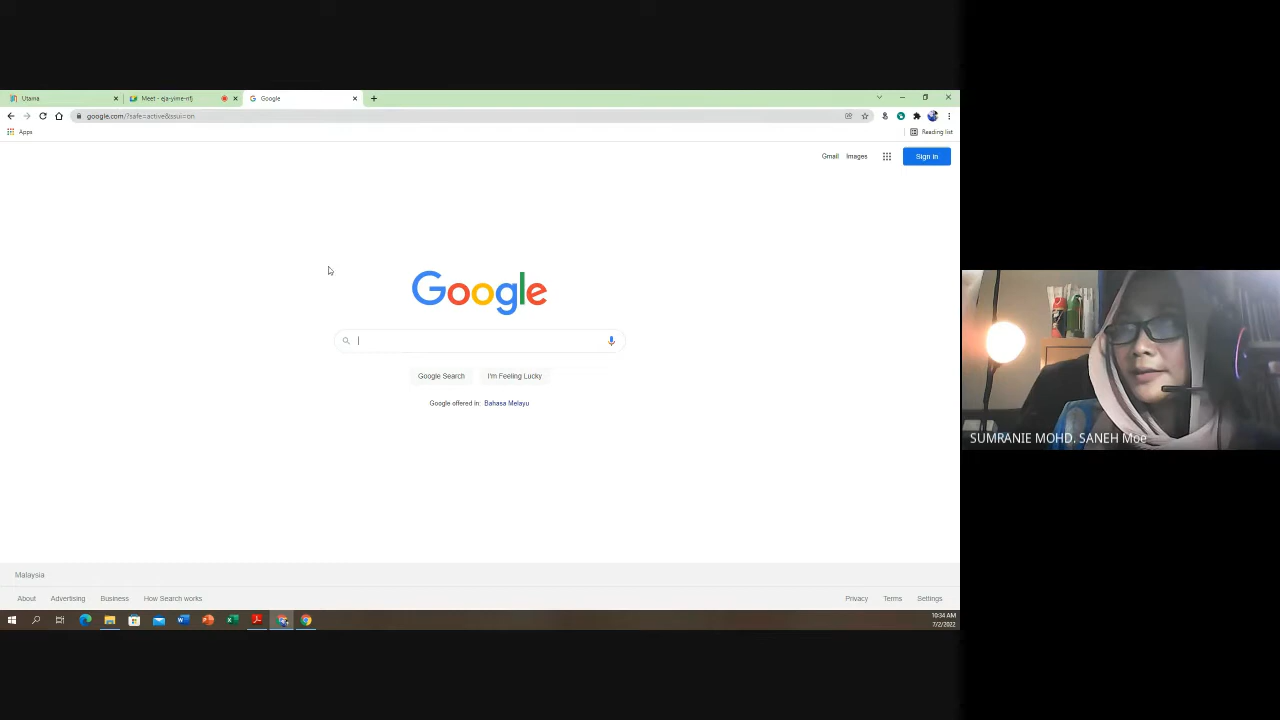 Utama
Meet - eja-yime-rrfj
Google
google.com/?safe=active&ssui=on
Apps
Reading list
Gmail
Images
Sign in
Google
Google Search
I'm Feeling Lucky
Google offered in: Bahasa Melayu
SUMRANIE MOHD. SANEH Moe
Malaysia
About
Advertising
Business
How Search works
Privacy
Terms
Settings
10:34 AM
7/2/2022